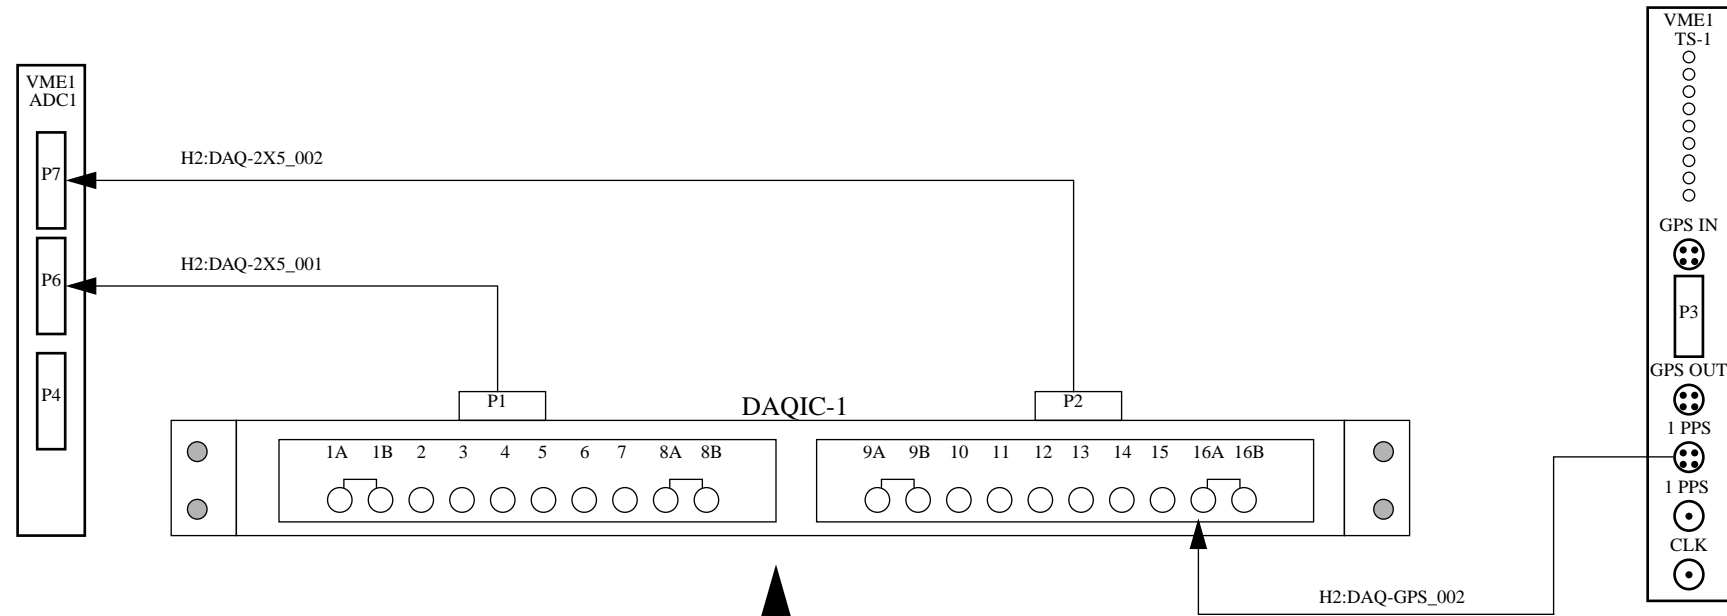 VME1
TS-1
VME1
ADC1
H2:DAQ-2X5_002
P7
GPS IN
H2:DAQ-2X5_001
P6
P3
GPS OUT
P4
P1
P2
DAQIC-1
1 PPS
1A 1B 2 3 4 5 6 7 8A 8B
9A 9B 10 11 12 13 14 15 16A 16B
1 PPS
CLK
H2:DAQ-GPS_002